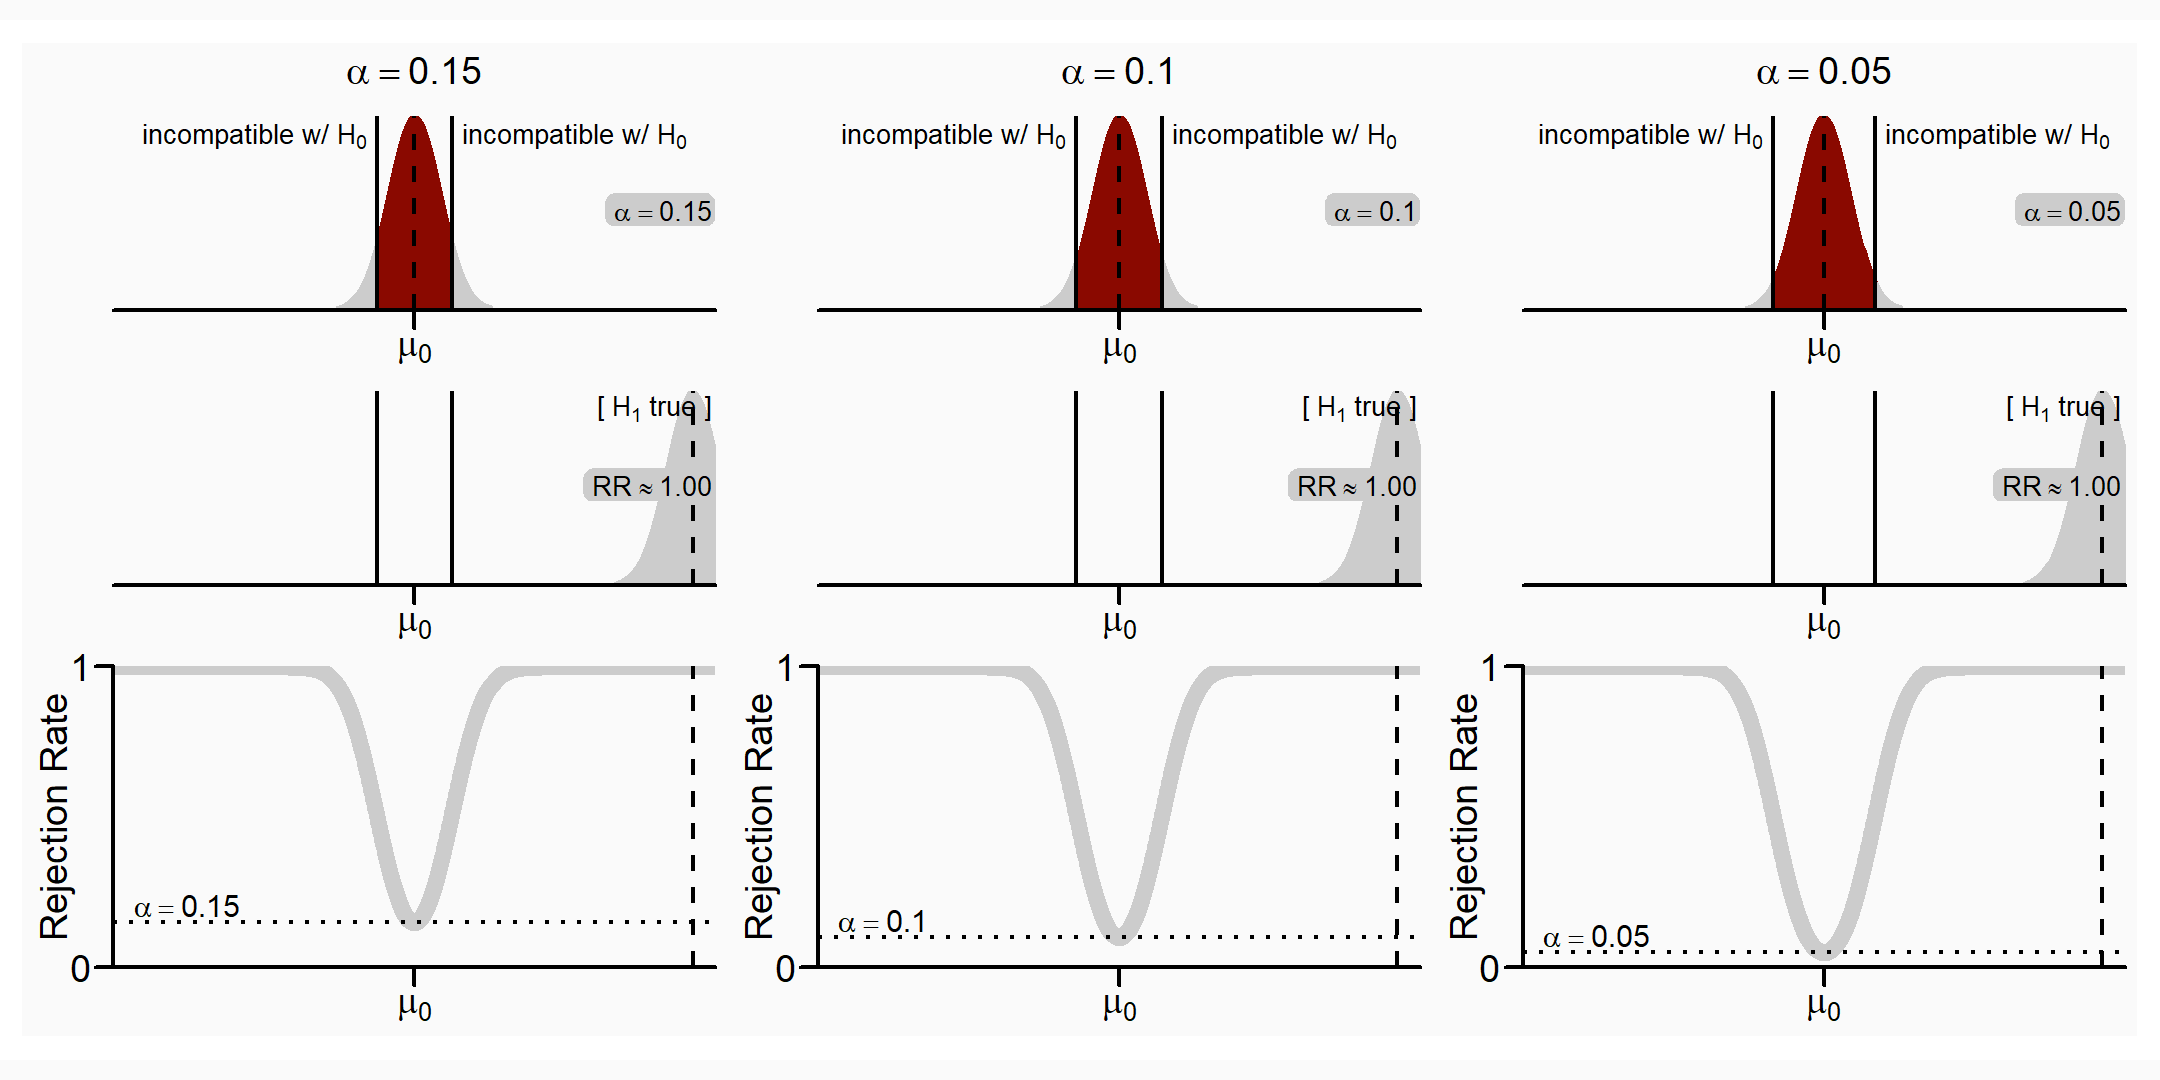 α = 0.15
α = 0.1
α = 0.05
incompatible w/ H₀
incompatible w/ H₀
incompatible w/ H₀
incompatible w/ H₀
incompatible w/ H₀
incompatible w/ H₀
α = 0.15
α = 0.1
α = 0.05
μ₀
μ₀
μ₀
[ H₁ true ]
[ H₁ true ]
[ H₁ true ]
RR ≈ 1.00
RR ≈ 1.00
RR ≈ 1.00
μ₀
μ₀
μ₀
1
Rejection Rate
α = 0.15
0
μ₀
1
Rejection Rate
α = 0.1
0
μ₀
1
Rejection Rate
α = 0.05
0
μ₀